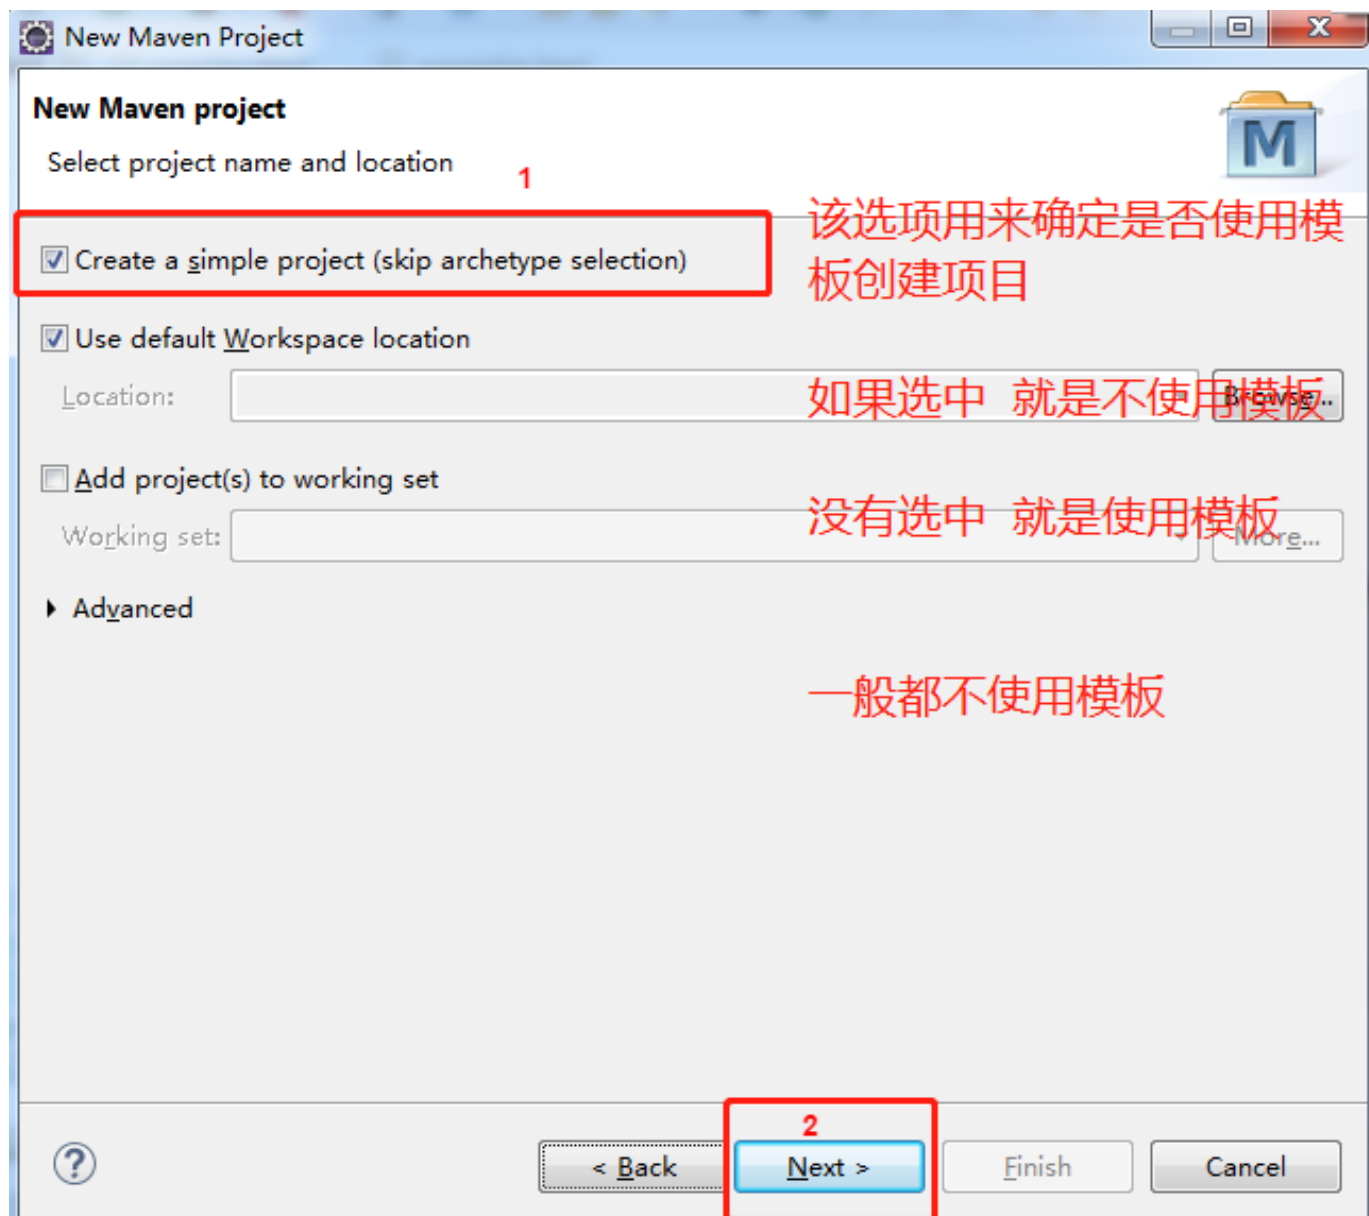 New Maven Project
New Maven project
Select project name and location
1
Create a simple project (skip archetype selection)
该选项用来确定是否使用模
板创建项目
Use default Workspace location
Location:
如果选中 就是不使用模板
Browse...
Add project(s) to working set
没有选中 就是使用模板
Working set:
More...
Advanced
一般都不使用模板
2
M
?
< Back
Next >
Finish
Cancel